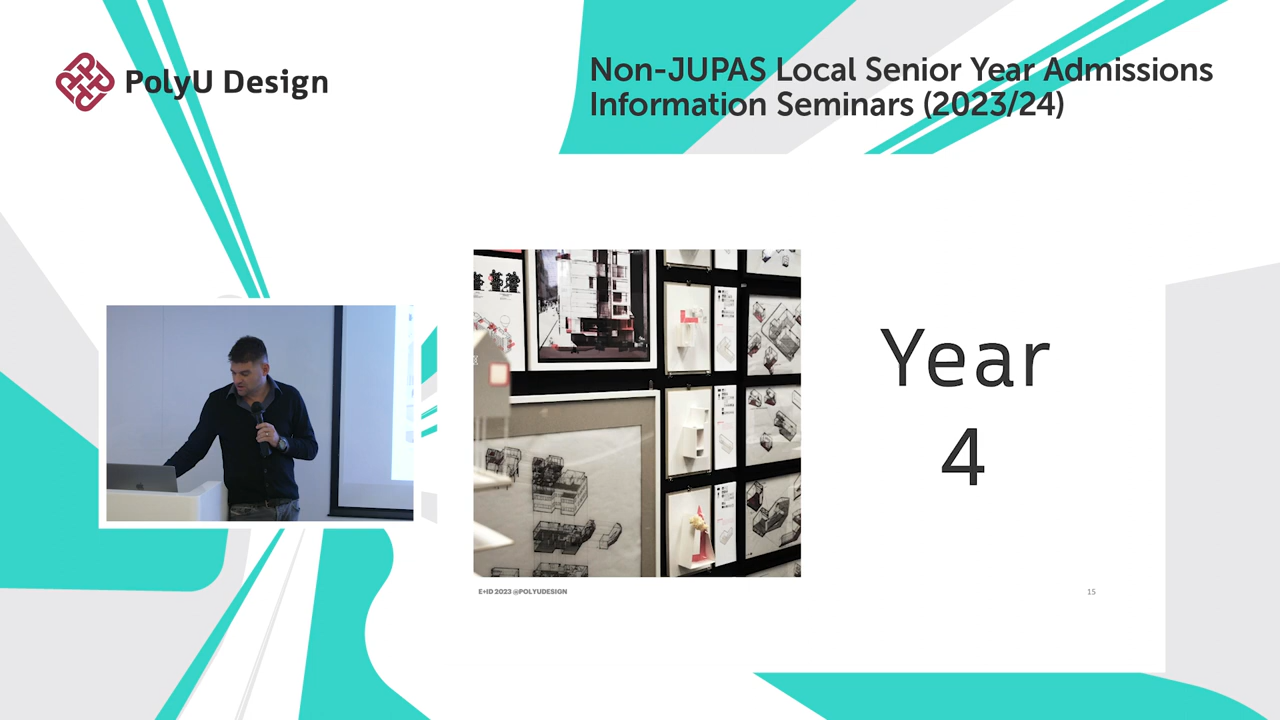 PolyU Design
Non-JUPAS Local Senior Year Admissions
Information Seminars (2023/24)
Year
4
E+ID 2023 @POLYUDESIGN
15